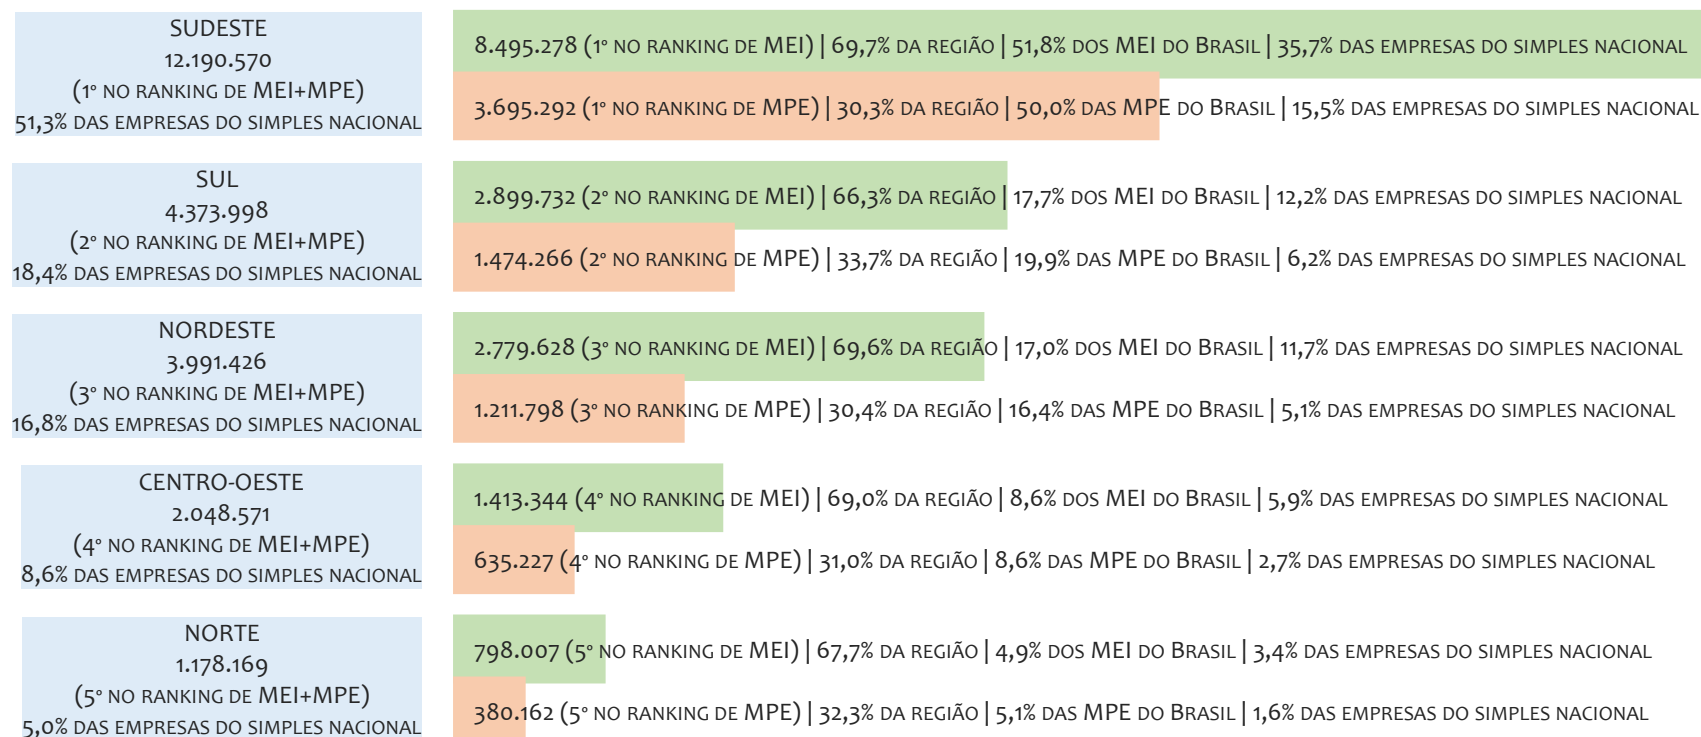 SUDESTE
12.190.570
(1° NO RANKING DE MEI+MPE)
51,3% DAS EMPRESAS DO SIMPLES NACIONAL
8.495.278 (1° NO RANKING DE MEI) | 69,7% DA REGIÃO | 51,8% DOS MEI DO BRASIL | 35,7% DAS EMPRESAS DO SIMPLES NACIONAL
3.695.292 (1° NO RANKING DE MPE) | 30,3% DA REGIÃO | 50,0% DAS MPE DO BRASIL | 15,5% DAS EMPRESAS DO SIMPLES NACIONAL
SUL
4.373.998
(2° NO RANKING DE MEI+MPE)
18,4% DAS EMPRESAS DO SIMPLES NACIONAL
2.899.732 (2° NO RANKING DE MEI) | 66,3% DA REGIÃO | 17,7% DOS MEI DO BRASIL | 12,2% DAS EMPRESAS DO SIMPLES NACIONAL
1.474.266 (2° NO RANKING DE MPE) | 33,7% DA REGIÃO | 19,9% DAS MPE DO BRASIL | 6,2% DAS EMPRESAS DO SIMPLES NACIONAL
NORDESTE
3.991.426
(3° NO RANKING DE MEI+MPE)
16,8% DAS EMPRESAS DO SIMPLES NACIONAL
2.779.628 (3° NO RANKING DE MEI) | 69,6% DA REGIÃO | 17,0% DOS MEI DO BRASIL | 11,7% DAS EMPRESAS DO SIMPLES NACIONAL
1.211.798 (3° NO RANKING DE MPE) | 30,4% DA REGIÃO | 16,4% DAS MPE DO BRASIL | 5,1% DAS EMPRESAS DO SIMPLES NACIONAL
CENTRO-OESTE
2.048.571
(4° NO RANKING DE MEI+MPE)
8,6% DAS EMPRESAS DO SIMPLES NACIONAL
1.413.344 (4° NO RANKING DE MEI) | 69,0% DA REGIÃO | 8,6% DOS MEI DO BRASIL | 5,9% DAS EMPRESAS DO SIMPLES NACIONAL
635.227 (4° NO RANKING DE MPE) | 31,0% DA REGIÃO | 8,6% DAS MPE DO BRASIL | 2,7% DAS EMPRESAS DO SIMPLES NACIONAL
NORTE
1.178.169
(5° NO RANKING DE MEI+MPE)
5,0% DAS EMPRESAS DO SIMPLES NACIONAL
798.007 (5° NO RANKING DE MEI) | 67,7% DA REGIÃO | 4,9% DOS MEI DO BRASIL | 3,4% DAS EMPRESAS DO SIMPLES NACIONAL
380.162 (5° NO RANKING DE MPE) | 32,3% DA REGIÃO | 5,1% DAS MPE DO BRASIL | 1,6% DAS EMPRESAS DO SIMPLES NACIONAL